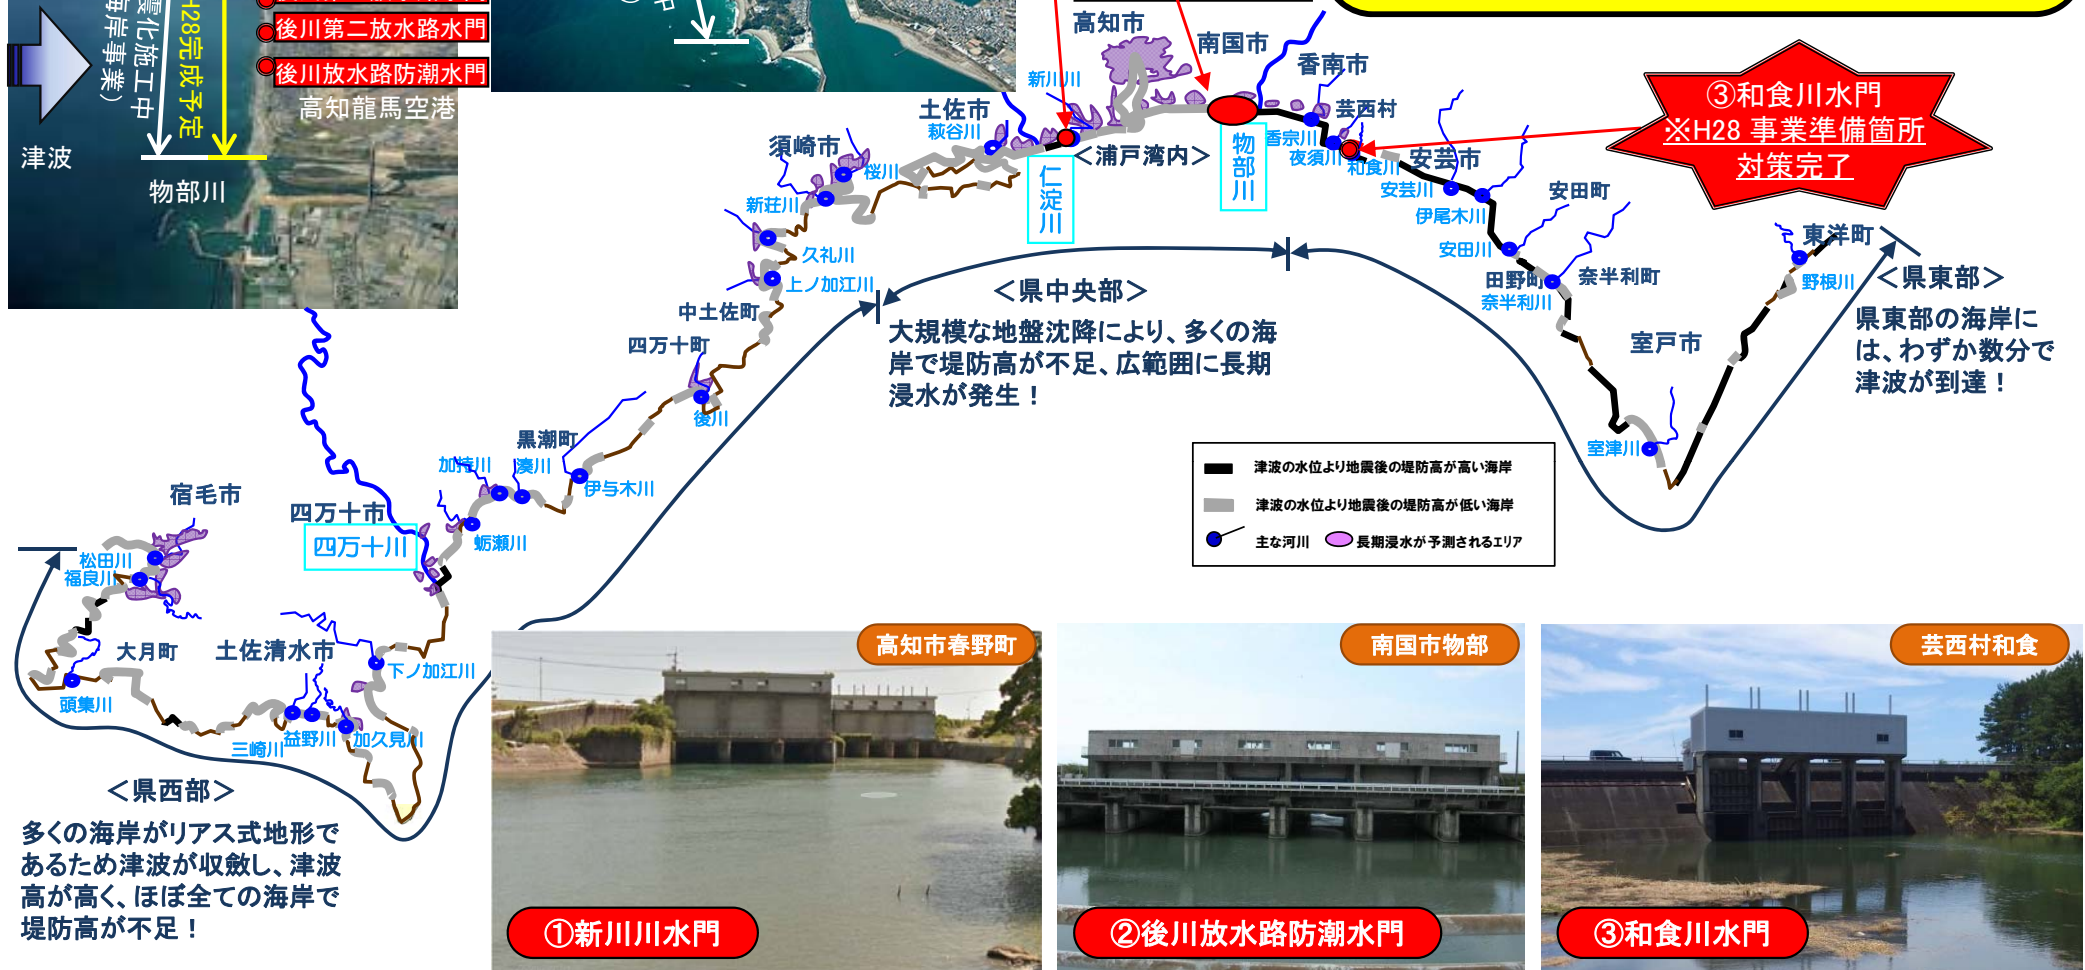 後川第二放水路水門
後川放水路防潮水門
高知龍馬空港
H28完成予定
震化施工中
海岸事業）
津波
物部川
中
高知市
南国市
香南市
芸西村
安芸市
安田町
田野町
奈半利町
室戸市
東洋町
新川川
土佐市
萩谷川
須崎市
桜川
新荘川
久礼川
上ノ加江川
中土佐町
四万十町
後川
黒潮町
加持川
湊川
伊与木川
蛎瀬川
四万十市
四万十川
宿毛市
松田川
福良川
大月町
頭集川
土佐清水市
三崎川
益野川
加久見川
下ノ加江川
＜浦戸湾内＞
仁淀川
物部川
香宗川
夜須川
和食川
安芸川
伊尾木川
安田川
奈半利川
室津川
野根川
③和食川水門
※H28 事業準備箇所
対策完了
＜県中央部＞
大規模な地盤沈降により、多くの海
岸で堤防高が不足、広範囲に長期
浸水が発生！
＜県東部＞
県東部の海岸に
は、わずか数分で
津波が到達！
津波の水位より地震後の堤防高が高い海岸
津波の水位より地震後の堤防高が低い海岸
主な河川
長期浸水が予測されるエリア
＜県西部＞
多くの海岸がリアス式地形で
あるため津波が収斂し、津波
高が高く、ほぼ全ての海岸で
堤防高が不足！
高知市春野町
①新川川水門
南国市物部
②後川放水路防潮水門
芸西村和食
③和食川水門